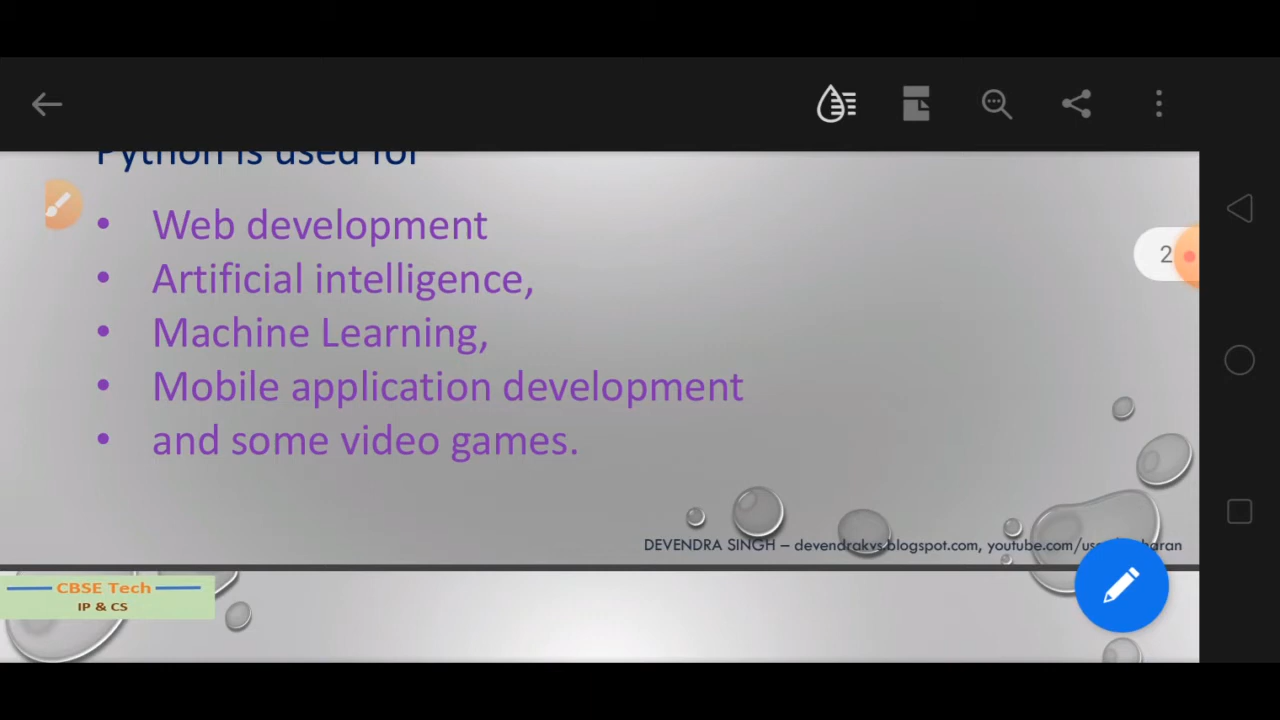 Python is used for
• Web development
• Artificial intelligence,
• Machine Learning,
• Mobile application development
• and some video games.
2
DEVENDRA SINGH – devendrakvs.blogspot.com, youtube.com/
CBSE Tech
IP & CS